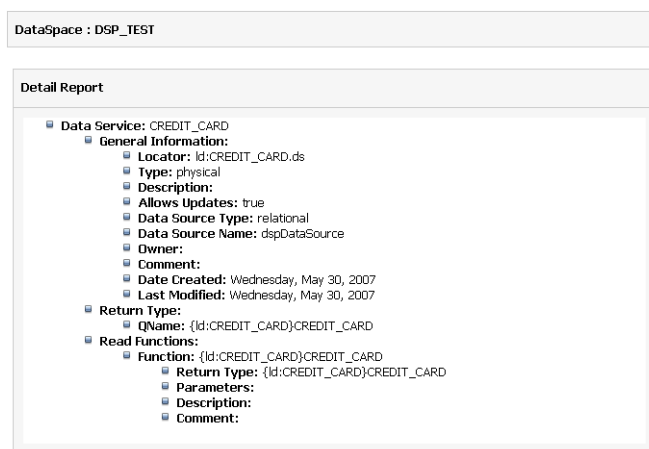 DataSpace : DSP_TEST
Detail Report
Data Service: CREDIT_CARD
General Information:
Locator: ld:CREDIT_CARD.ds
Type: physical
Description:
Allows Updates: true
Data Source Type: relational
Data Source Name: dspDataSource
Owner:
Comment:
Date Created: Wednesday, May 30, 2007
Last Modified: Wednesday, May 30, 2007
Return Type:
QName: {ld:CREDIT_CARD}CREDIT_CARD
Read Functions:
Function: {ld:CREDIT_CARD}CREDIT_CARD
Return Type: {ld:CREDIT_CARD}CREDIT_CARD
Parameters:
Description:
Comment: